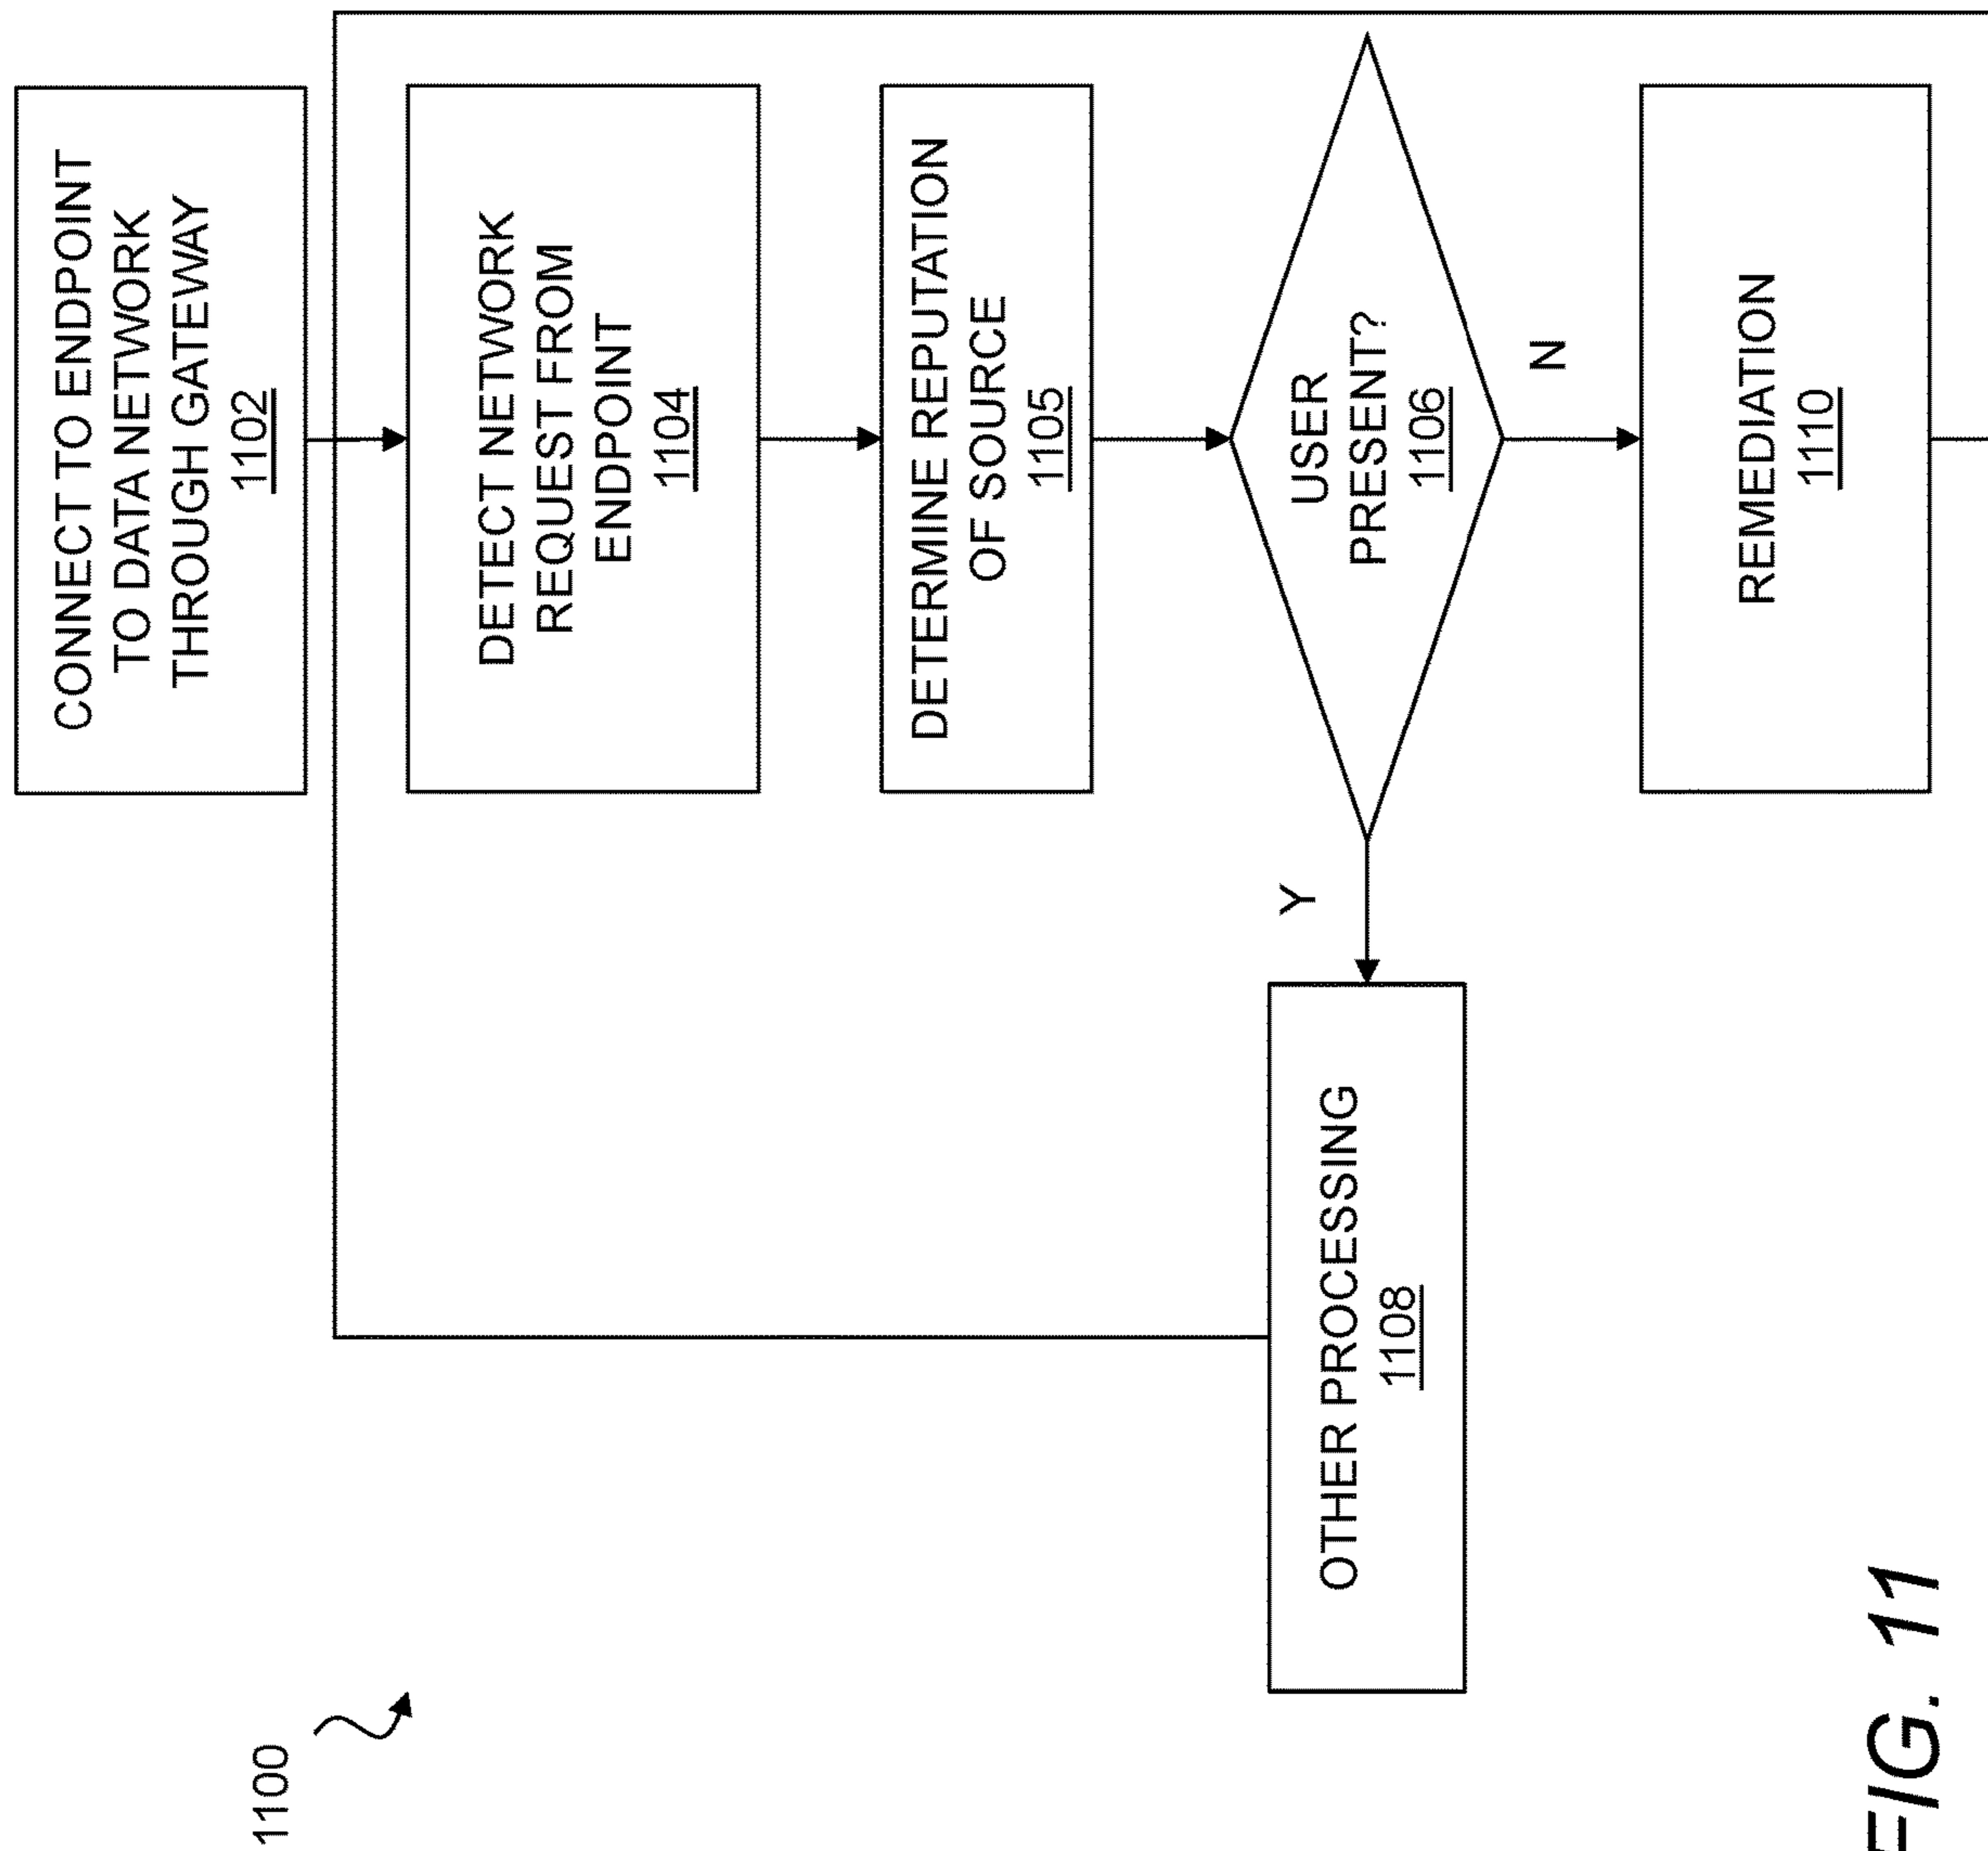 1100
CONNECT TO ENDPOINT
TO DATA NETWORK
THROUGH GATEWAY
1102
DETECT NETWORK
REQUEST FROM
ENDPOINT
1104
DETERMINE REPUTATION
OF SOURCE
1105
USER
PRESENT?
1106
Y
N
OTHER PROCESSING
1108
REMEDIATION
1110
FIG. 11